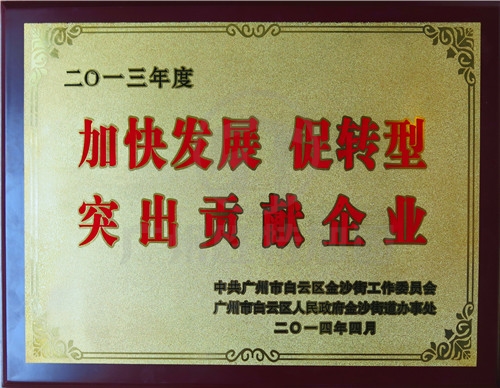 二〇一三年度
加快发展 促转型
突出贡献企业
中共广州市白云区金沙街工作委员会
广州市白云区人民政府金沙街道办事处
二〇一四年四月